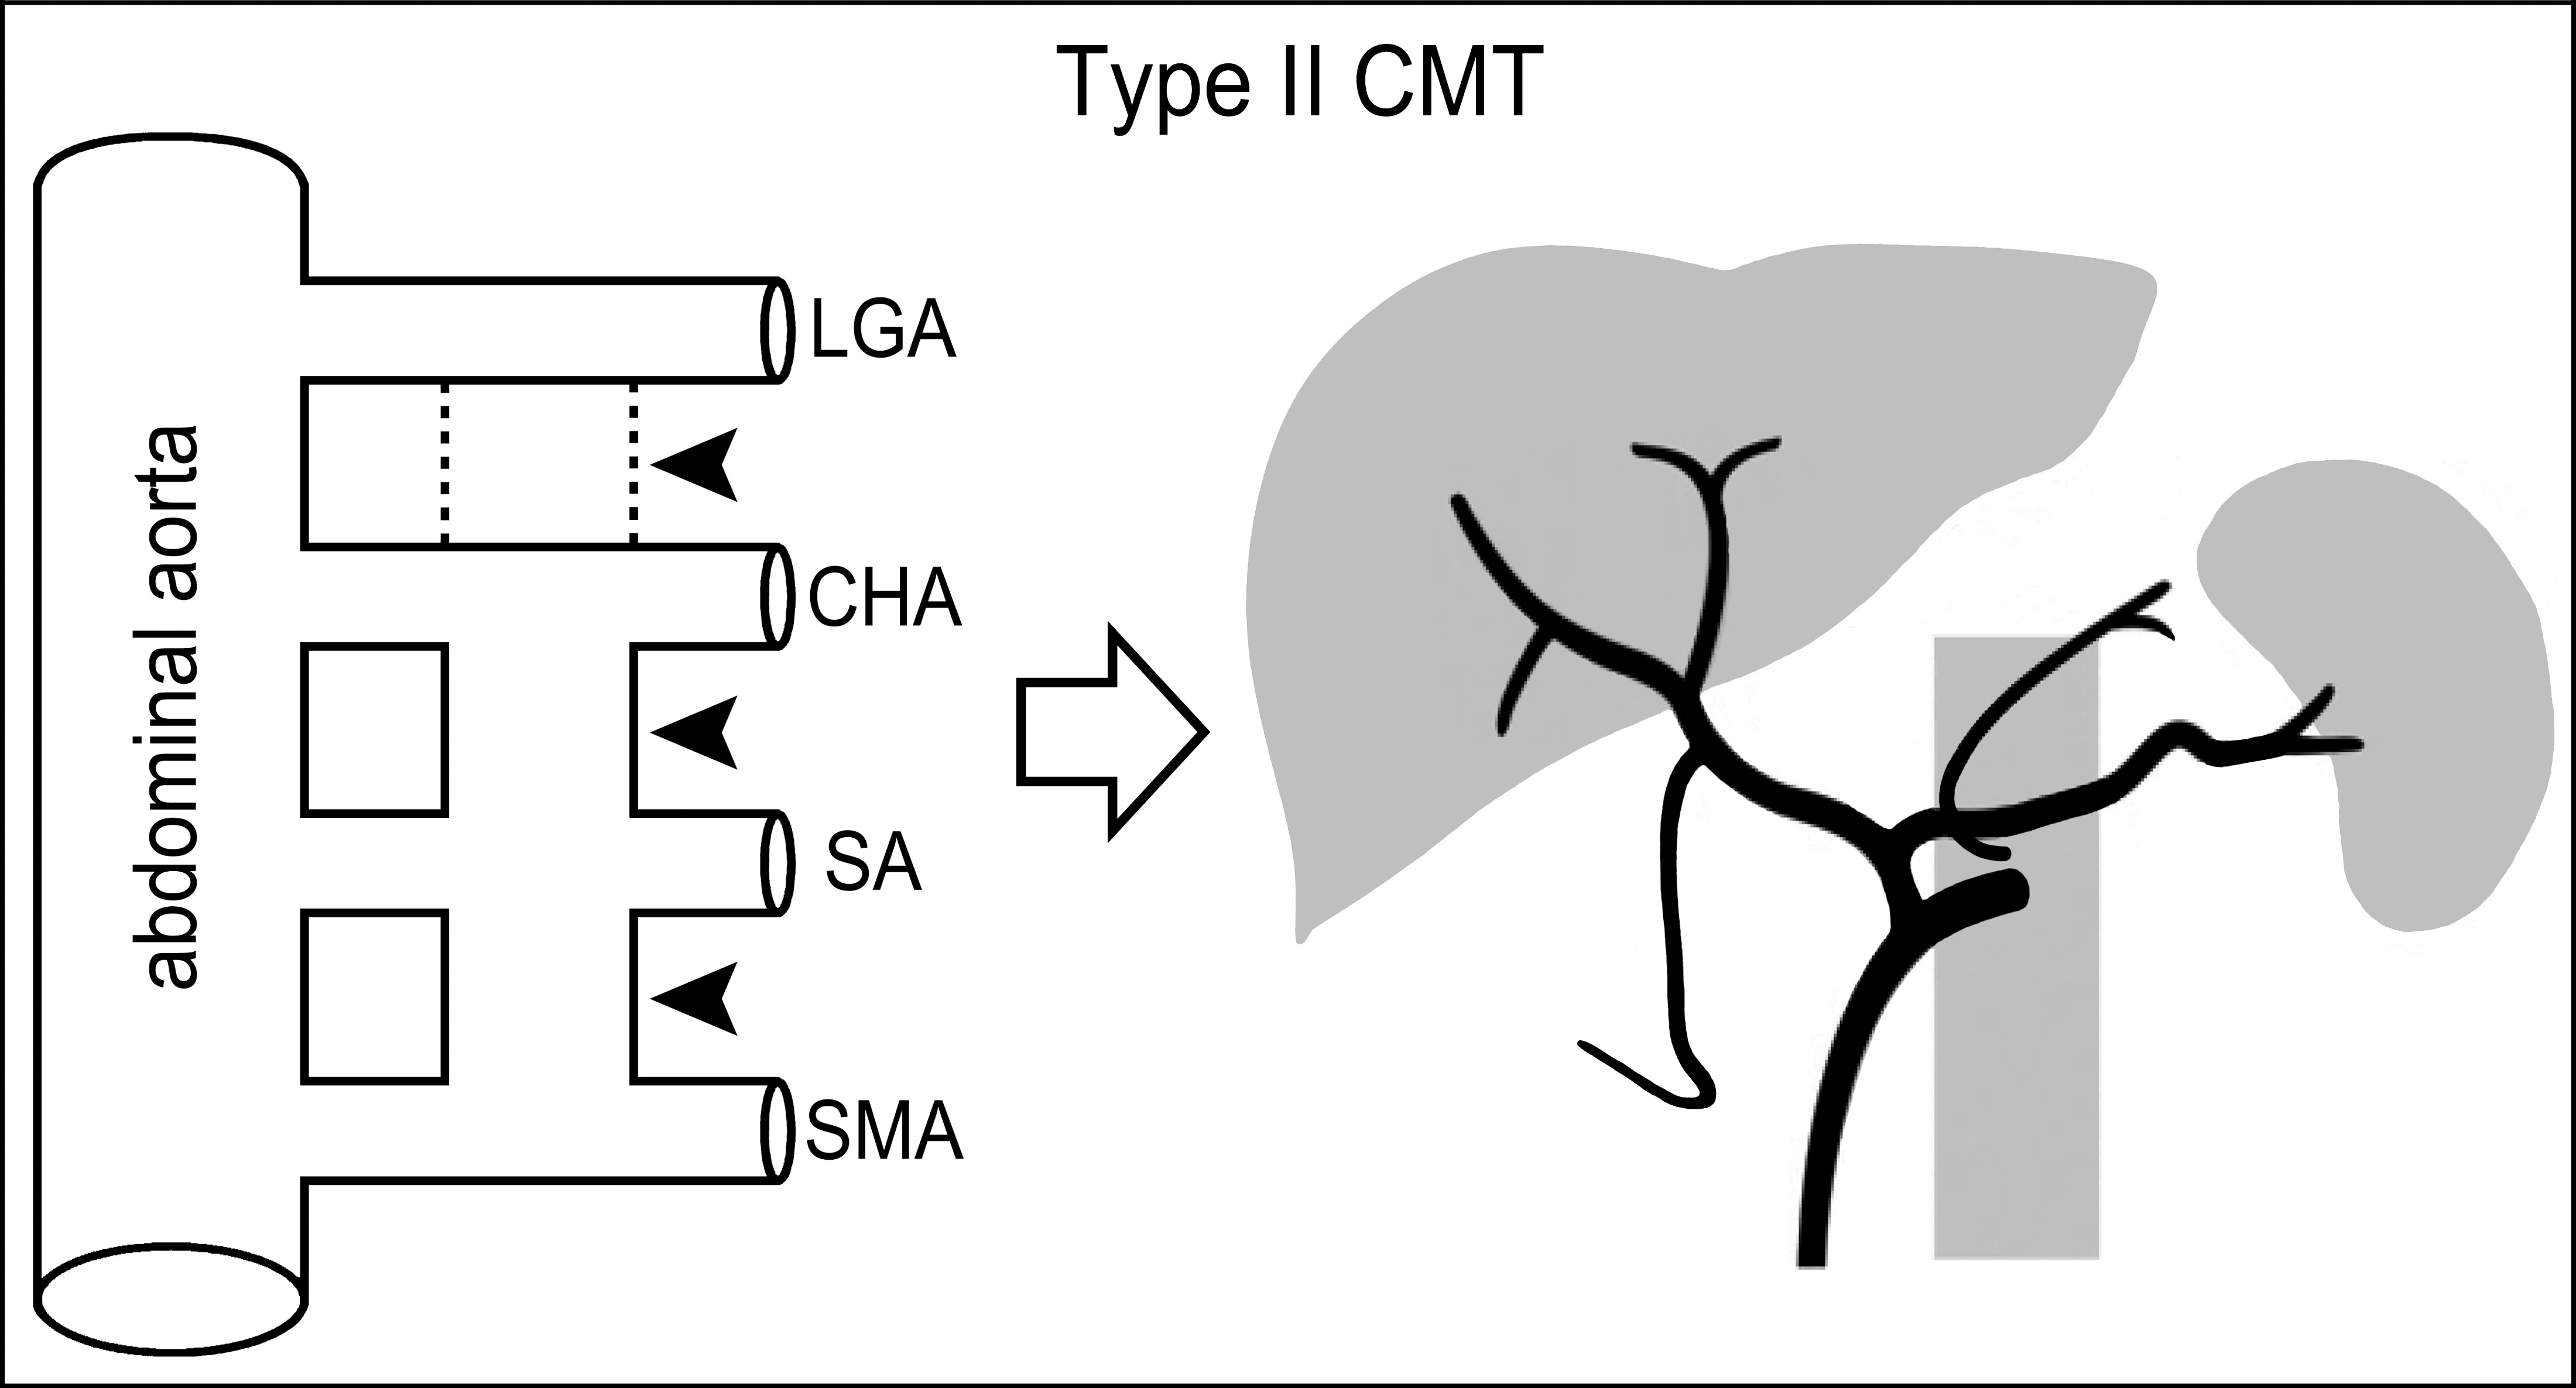 Type II CMT
abdominal aorta
LGA
CHA
SA
SMA